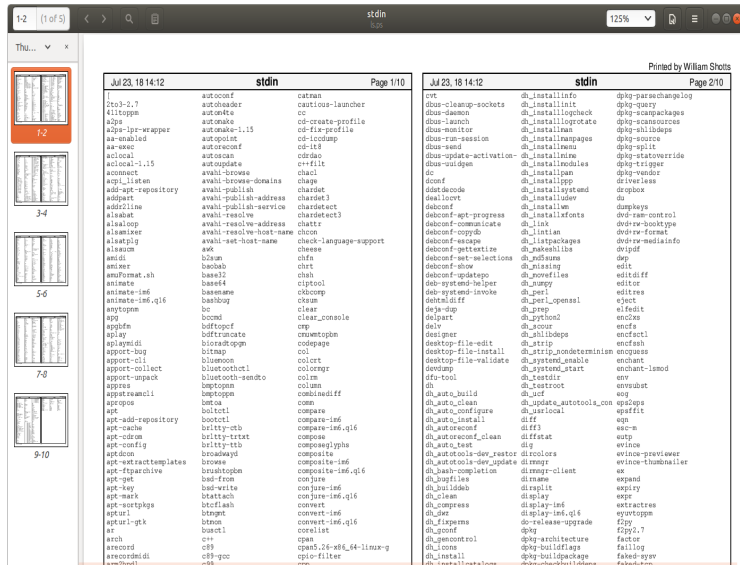 1-2 (1 of 5)
stdin
ls.ps
125%
Thu...
1-2
3-4
5-6
7-8
9-10
Printed by William Shotts
Jul 23, 18 14:12 stdin Page 1/10
[ autoconf catman
2to3-2.7 autoheader cautious-launcher
411toppm autom4te cc
a2ps automake cd-create-profile
a2ps-lpr-wrapper automake-1.15 cd-fix-profile
aa-enabled autopoint cd-iccdump
aa-exec autoreconf cd-it8
aclocal autoscan cdrdao
aclocal-1.15 autoupdate c++filt
aconnect avahi-browse chacl
acpi_listen avahi-browse-domains chage
add-apt-repository avahi-publish chardet
addpart avahi-publish-address chardet3
addr2line avahi-publish-service chardetect
alsabat avahi-resolve chardetect3
alsaloop avahi-resolve-address chattr
alsamixer avahi-resolve-host-name chcon
alsatplg avahi-set-host-name check-language-support
alsaucm awk cheese
amidi b2sum chfn
amixer baobab chrt
amuFormat.sh base32 chsh
animate base64 ciptool
animate-im6 basename ckbcomp
animate-im6.q16 bashbug cksum
anytopnm bc clear
apg bccmd clear_console
apgbfm bdftopcf cmp
aplay bdftruncate cmuwmtopbm
aplaymidi bioradtopgm codepage
apport-bug bitmap col
apport-cli bluemoon colcrt
apport-collect bluetoothctl colormgr
apport-unpack bluetooth-sendto colrm
appres bmptopnm column
appstreamcli bmptoppm combinediff
apropos bmtoa comm
apt boltctl compare
apt-add-repository bootctl compare-im6
apt-cache brltty-ctb compare-im6.q16
apt-cdrom brltty-trtxt compose
apt-config brltty-ttb composeglyphs
aptdcon broadwayd composite
apt-extracttemplates browse composite-im6
apt-ftparchive brushtopbm composite-im6.q16
apt-get bsd-from conjure
apt-key bsd-write conjure-im6
apt-mark btattach conjure-im6.q16
apt-sortpkgs btcflash convert
apturl btmgmt convert-im6
apturl-gtk btmon convert-im6.q16
ar busctl corelist
arch c++ cpan
arecord c89 cpan5.26-x86_64-linux-g
arecordmidi c89-gcc cpio-filter
arm2hpdl c99 cpp
Jul 23, 18 14:12 stdin Page 2/10
cvt dh_installinfo dpkg-parsechangelog
dbus-cleanup-sockets dh_installinit dpkg-query
dbus-daemon dh_installlogcheck dpkg-scanpackages
dbus-launch dh_installlogrotate dpkg-scansources
dbus-monitor dh_installman dpkg-shlibdeps
dbus-run-session dh_installmanpages dpkg-source
dbus-send dh_installmenu dpkg-split
dbus-update-activation- dh_installmime dpkg-statoverride
dbus-uuidgen dh_installmodules dpkg-trigger
dc dh_installpam dpkg-vendor
dconf dh_installppp driverless
ddstdecode dh_installsystemd dropbox
deallocvt dh_installudev du
debconf dh_installwm dumpkeys
debconf-apt-progress dh_installxfonts dvd-ram-control
debconf-communicate dh_link dvd+rw-booktype
debconf-copydb dh_lintian dvd+rw-format
debconf-escape dh_listpackages dvd+rw-mediainfo
debconf-gettextize dh_makeshlibs dvipdf
debconf-set-selections dh_md5sums dwp
debconf-show dh_missing edit
debconf-updatepo dh_movefiles editdiff
deb-systemd-helper dh_numpy editor
deb-systemd-invoke dh_perl editres
dehtmldiff dh_perl_openssl eject
deja-dup dh_prep elfedit
delpart dh_python2 enc2xs
delv dh_scour encfs
designer dh_shlibdeps encfsctl
desktop-file-edit dh_strip encfssh
desktop-file-install dh_strip_nondeterminism encguess
desktop-file-validate dh_systemd_enable enchant
devdump dh_systemd_start enchant-lsmod
dfu-tool dh_testdir env
dh dh_testroot envsubst
dh_auto_build dh_ucf eog
dh_auto_clean dh_update_autotools_con eps2eps
dh_auto_configure dh_usrlocal epsffit
dh_auto_install diff eqn
dh_autoreconf diff3 esc-m
dh_autoreconf_clean diffstat eutp
dh_auto_test dig evince
dh_autotools-dev_restor dircolors evince-previewer
dh_autotools-dev_update dirmngr evince-thumbnailer
dh_bash-completion dirmngr-client ex
dh_bugfiles dirname expand
dh_builddeb dirsplit expiry
dh_clean display expr
dh_compress display-im6 extractres
dh_dwz display-im6.q16 eyuvtoppm
dh_fixperms do-release-upgrade f2py
dh_gconf dpkg f2py2.7
dh_gencontrol dpkg-architecture factor
dh_icons dpkg-buildflags faillog
dh_install dpkg-buildpackage faked-sysv
dh_installcatalogs dpkg-checkbuilddeps faked-tcp